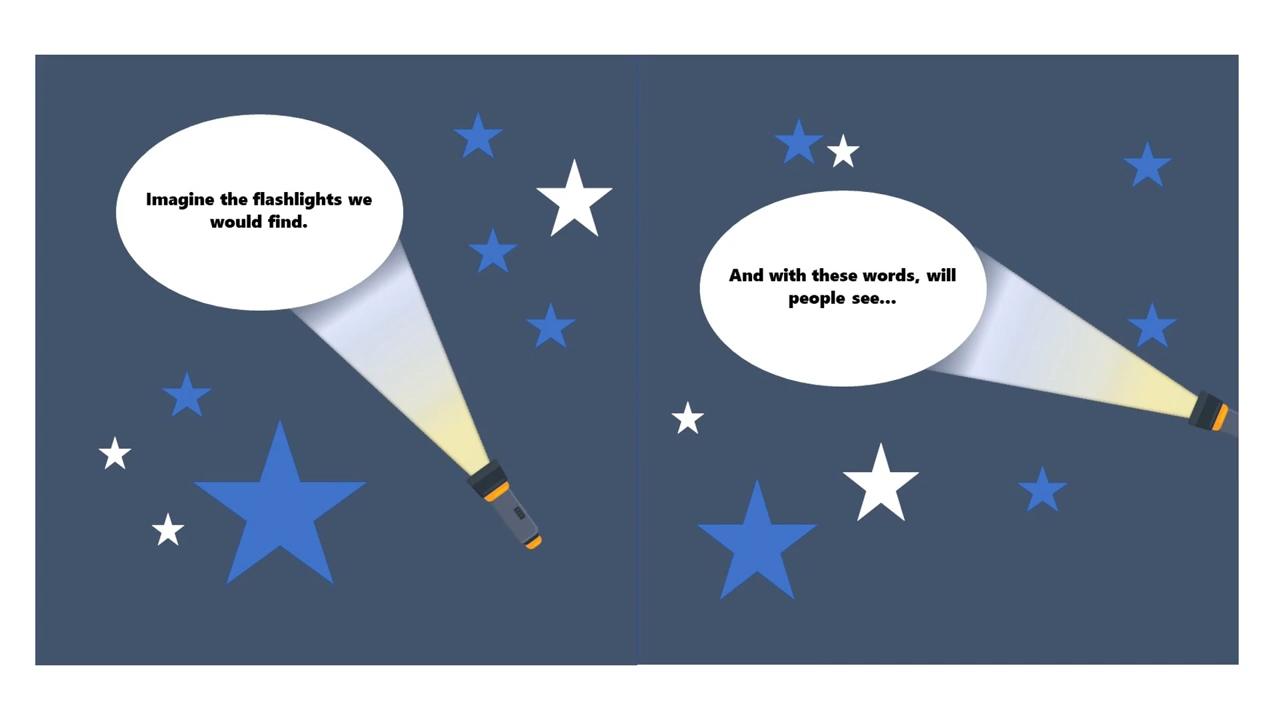 Imagine the flashlights we
would find.
And with these words, will
people see...